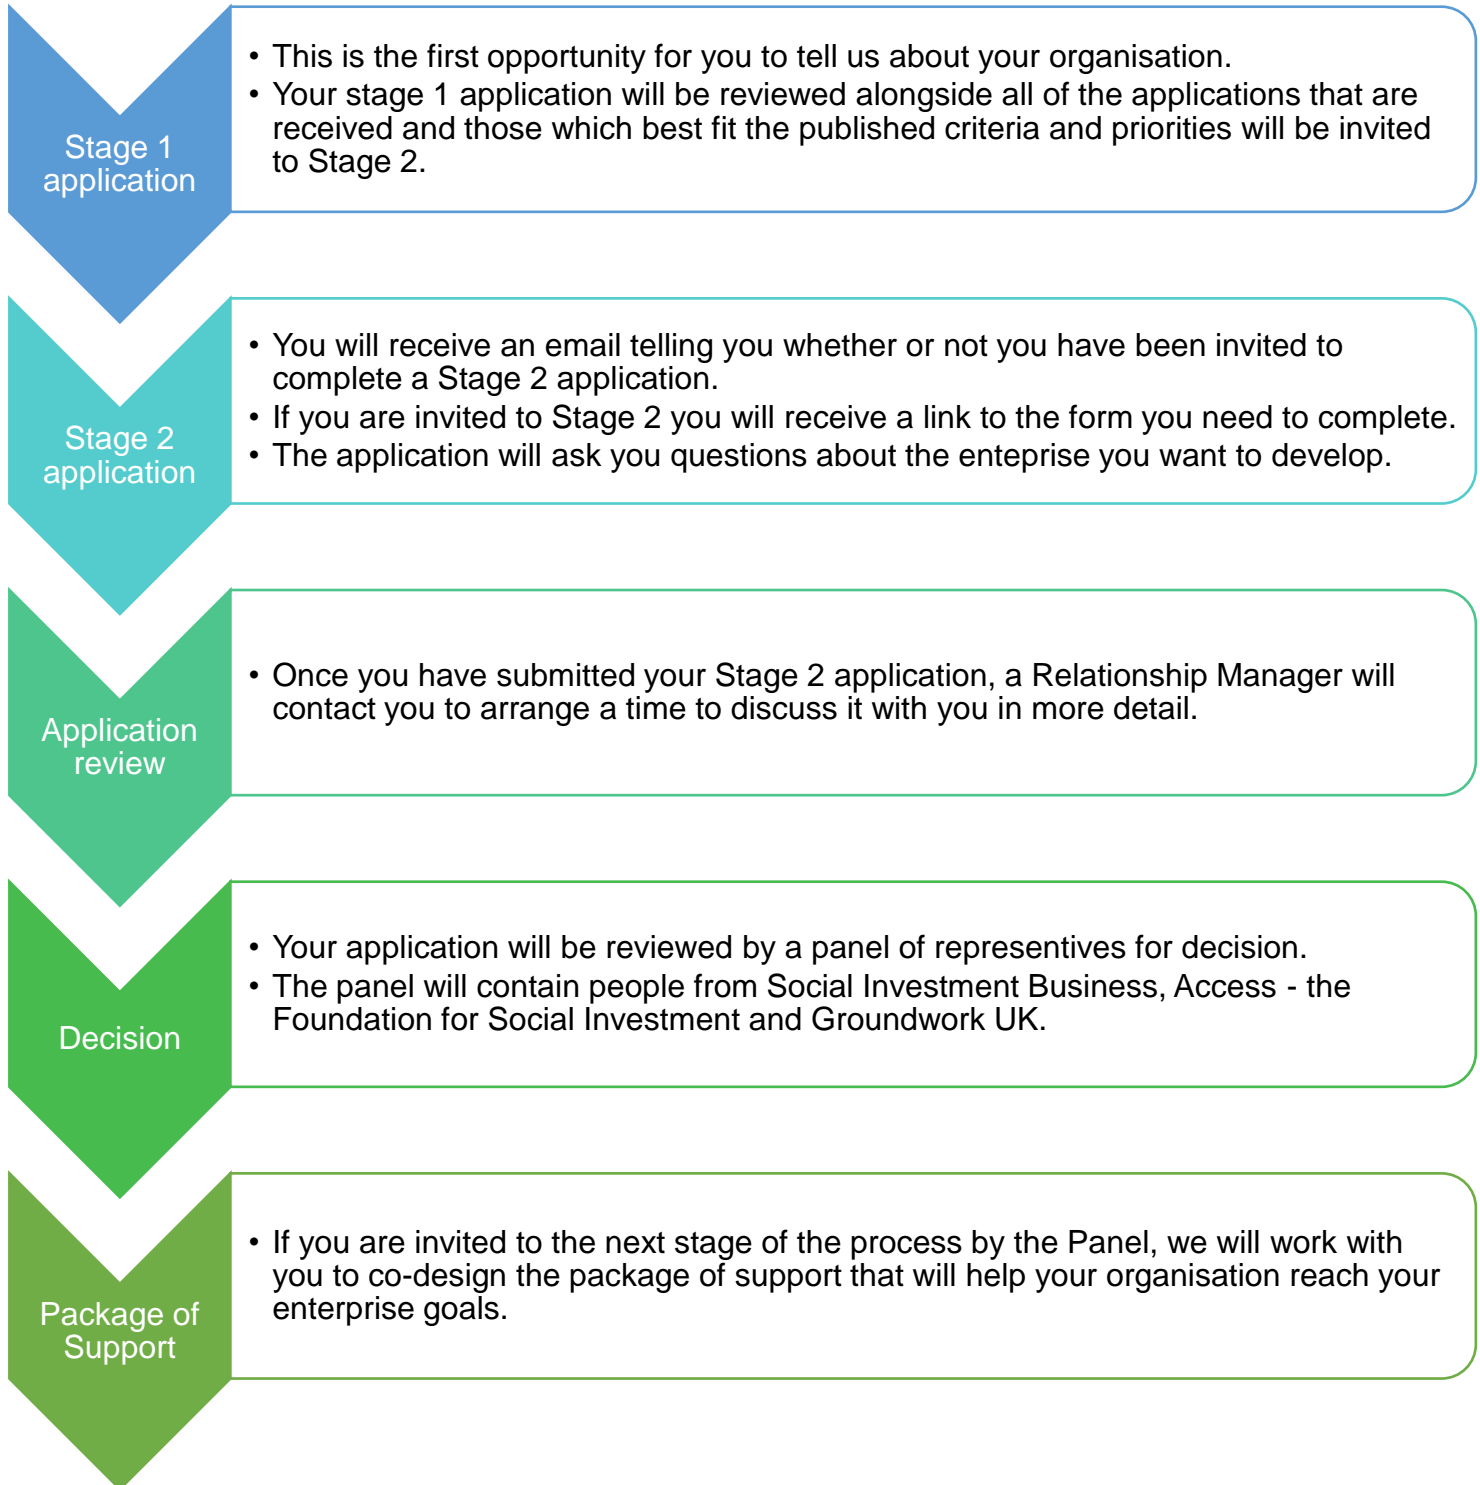 Stage 1
application
• This is the first opportunity for you to tell us about your organisation.
• Your stage 1 application will be reviewed alongside all of the applications that are
received and those which best fit the published criteria and priorities will be invited
to Stage 2.
Stage 2
application
• You will receive an email telling you whether or not you have been invited to
complete a Stage 2 application.
• If you are invited to Stage 2 you will receive a link to the form you need to complete.
• The application will ask you questions about the enteprise you want to develop.
Application
review
• Once you have submitted your Stage 2 application, a Relationship Manager will
contact you to arrange a time to discuss it with you in more detail.
Decision
• Your application will be reviewed by a panel of representives for decision.
• The panel will contain people from Social Investment Business, Access - the
Foundation for Social Investment and Groundwork UK.
Package of
Support
• If you are invited to the next stage of the process by the Panel, we will work with
you to co-design the package of support that will help your organisation reach your
enterprise goals.